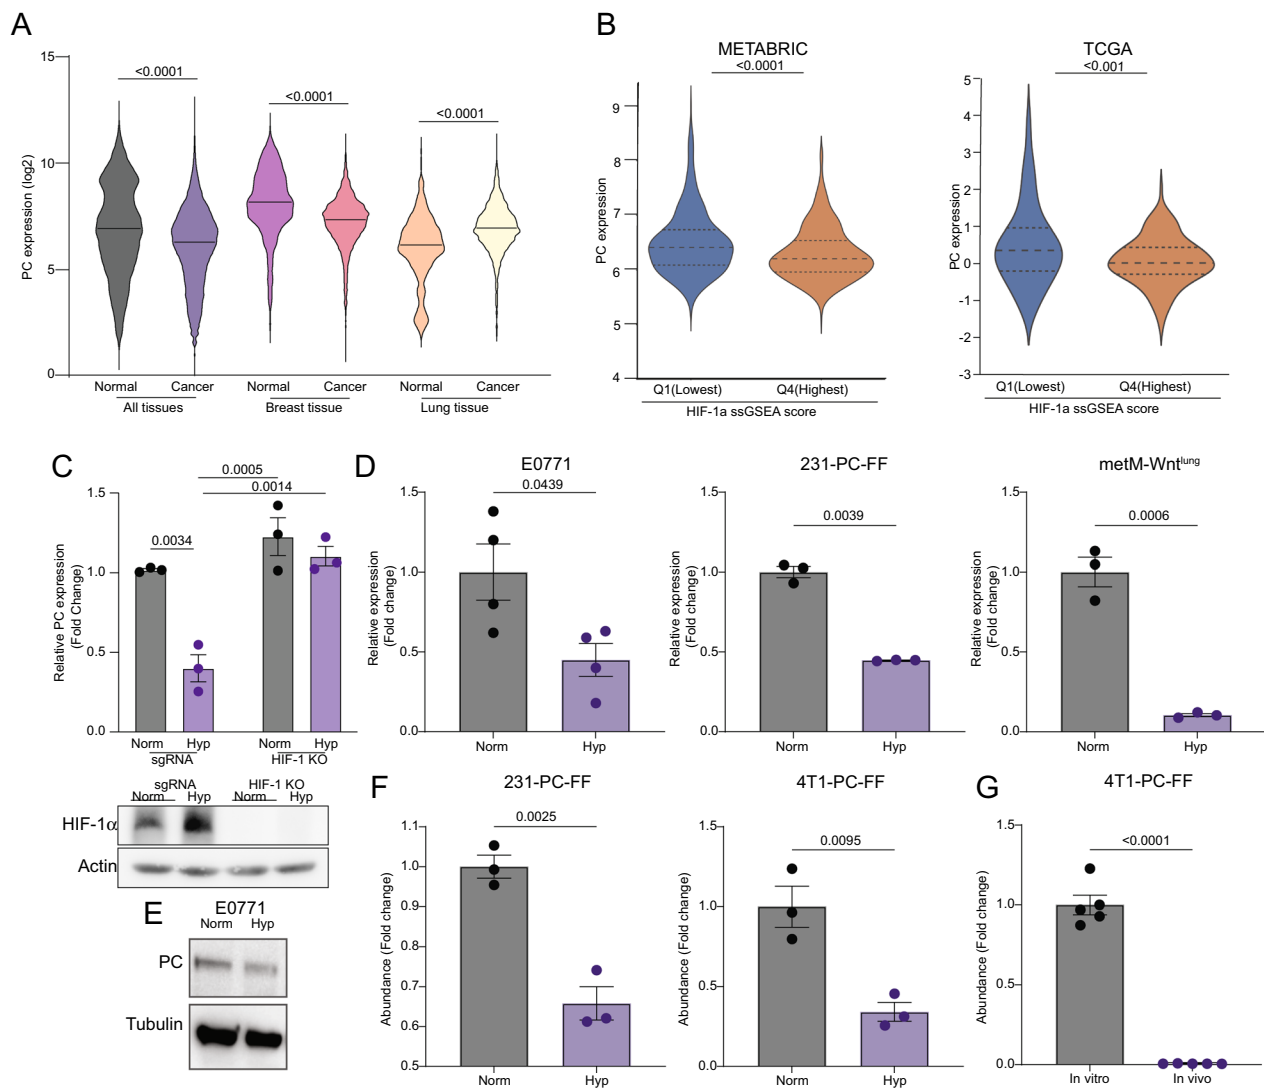 A
15
10
5
0
PC expression (log2)
<0.0001
<0.0001
<0.0001
Normal Cancer Normal Cancer Normal Cancer
All tissues Breast tissue Lung tissue
B
METABRIC
<0.0001
9
8
7
6
5
4
PC expression
Q1(Lowest) Q4(Highest)
HIF-1a ssGSEA score
TCGA
<0.001
5
4
3
2
1
0
-1
-2
-3
PC expression
Q1(Lowest) Q4(Highest)
HIF-1a ssGSEA score
C
0.0005
0.0014
0.0034
1.5
1.0
0.5
0.0
Relative PC expression
(Fold Change)
Norm Hyp Norm Hyp
sgRNA HIF-1 KO
sgRNA HIF-1 KO
Norm Hyp Norm Hyp
HIF-1α
Actin
D
E0771
0.0439
1.5
1.0
0.5
0.0
Relative expression
(Fold change)
Norm Hyp
231-PC-FF
0.0039
1.5
1.0
0.5
0.0
Relative expression
(Fold change)
Norm Hyp
metM-Wntlung
0.0006
1.5
1.0
0.5
0.0
Relative expression
(Fold change)
Norm Hyp
E
E0771
Norm Hyp
PC
Tubulin
F
231-PC-FF
0.0025
1.1
1.0
0.9
0.8
0.7
0.6
0.5
Abundance (Fold change)
Norm Hyp
4T1-PC-FF
0.0095
1.5
1.0
0.5
0.0
Abundance (Fold change)
Norm Hyp
G
4T1-PC-FF
<0.0001
1.5
1.0
0.5
0.0
Abundance (Fold change)
In vitro In vivo